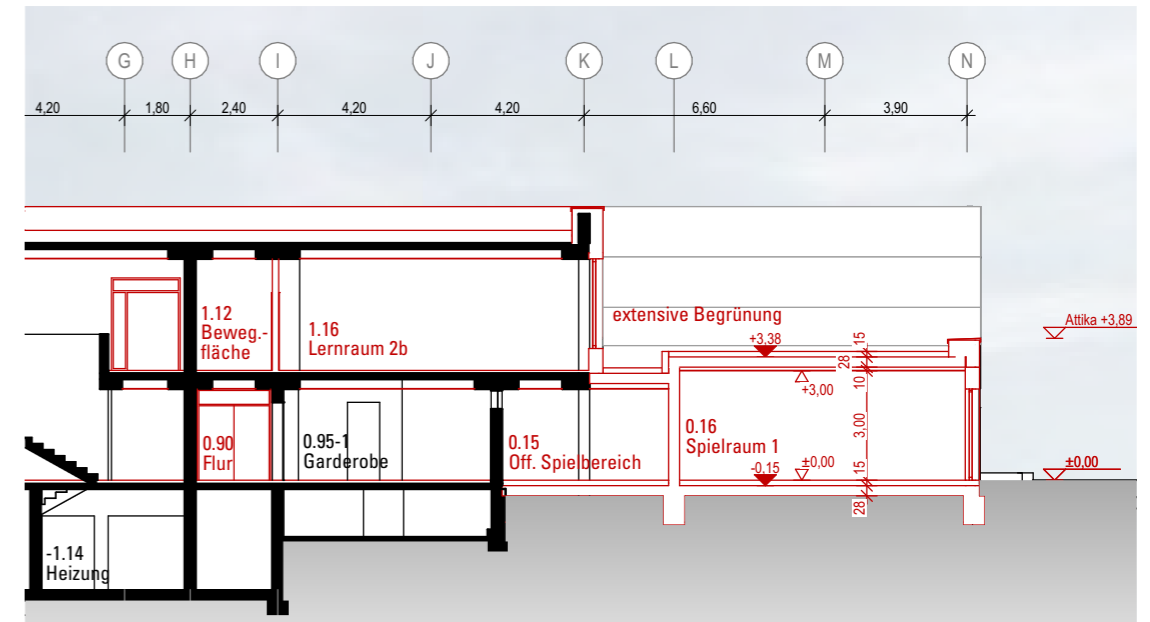 G H I J K L M N
4,20 1,80 2,40 4,20 4,20 6,60 3,90
extensive Begrünung
Attika +3,89
+3,38
15
28
1.12
Beweg.-
fläche
1.16
Lernraum 2b
10
+3,00
3,00
0.90
Flur
0.95-1
Garderobe
0.15
Off. Spielbereich
0.16
Spielraum 1
-0,15
±0,00
15
±0,00
28
-1.14
Heizung